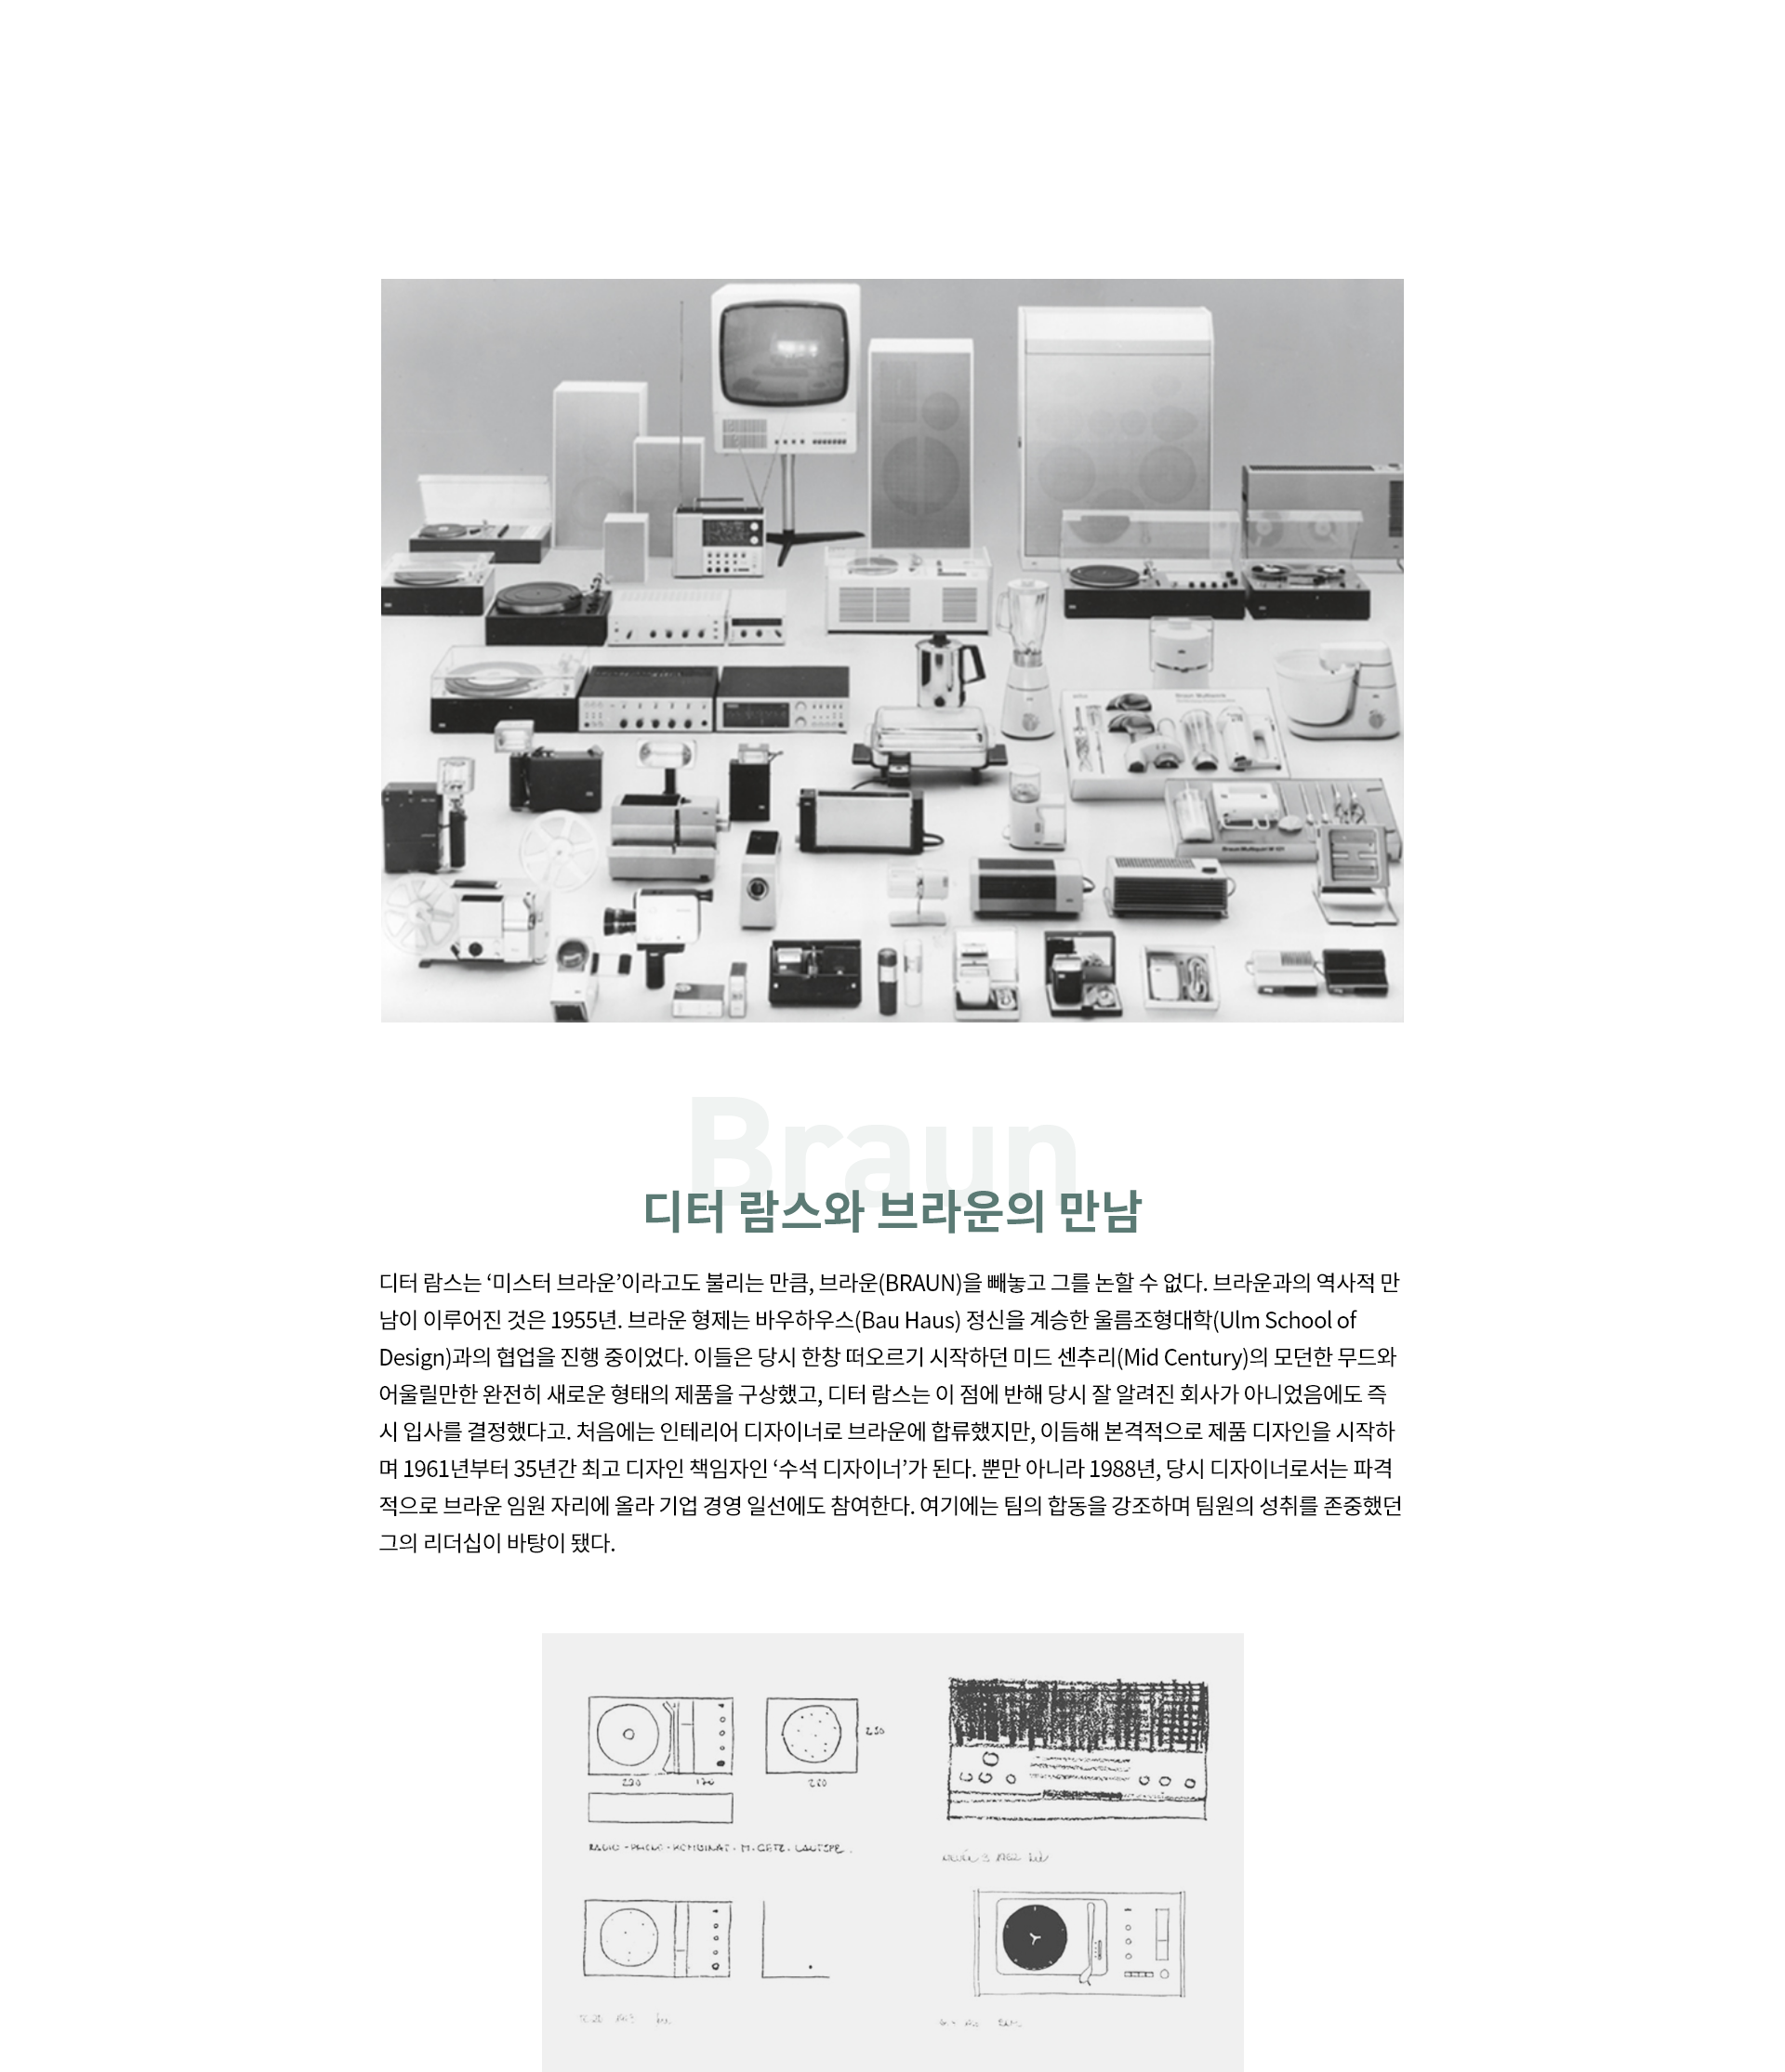 Braun
디터 람스와 브라운의 만남
디터 람스는 ‘미스터 브라운’이라고도 불리는 만큼, 브라운(BRAUN)을 빼놓고 그를 논할 수 없다. 브라운과의 역사적 만
남이 이루어진 것은 1955년. 브라운 형제는 바우하우스(Bau Haus) 정신을 계승한 울름조형대학(Ulm School of
Design)과의 협업을 진행 중이었다. 이들은 당시 한창 떠오르기 시작하던 미드 센추리(Mid Century)의 모던한 무드와
어울릴만한 완전히 새로운 형태의 제품을 구상했고, 디터 람스는 이 점에 반해 당시 잘 알려진 회사가 아니었음에도 즉
시 입사를 결정했다고. 처음에는 인테리어 디자이너로 브라운에 합류했지만, 이듬해 본격적으로 제품 디자인을 시작하
며 1961년부터 35년간 최고 디자인 책임자인 ‘수석 디자이너’가 된다. 뿐만 아니라 1988년, 당시 디자이너로서는 파격
적으로 브라운 임원 자리에 올라 기업 경영 일선에도 참여한다. 여기에는 팀의 합동을 강조하며 팀원의 성취를 존중했던
그의 리더십이 바탕이 됐다.